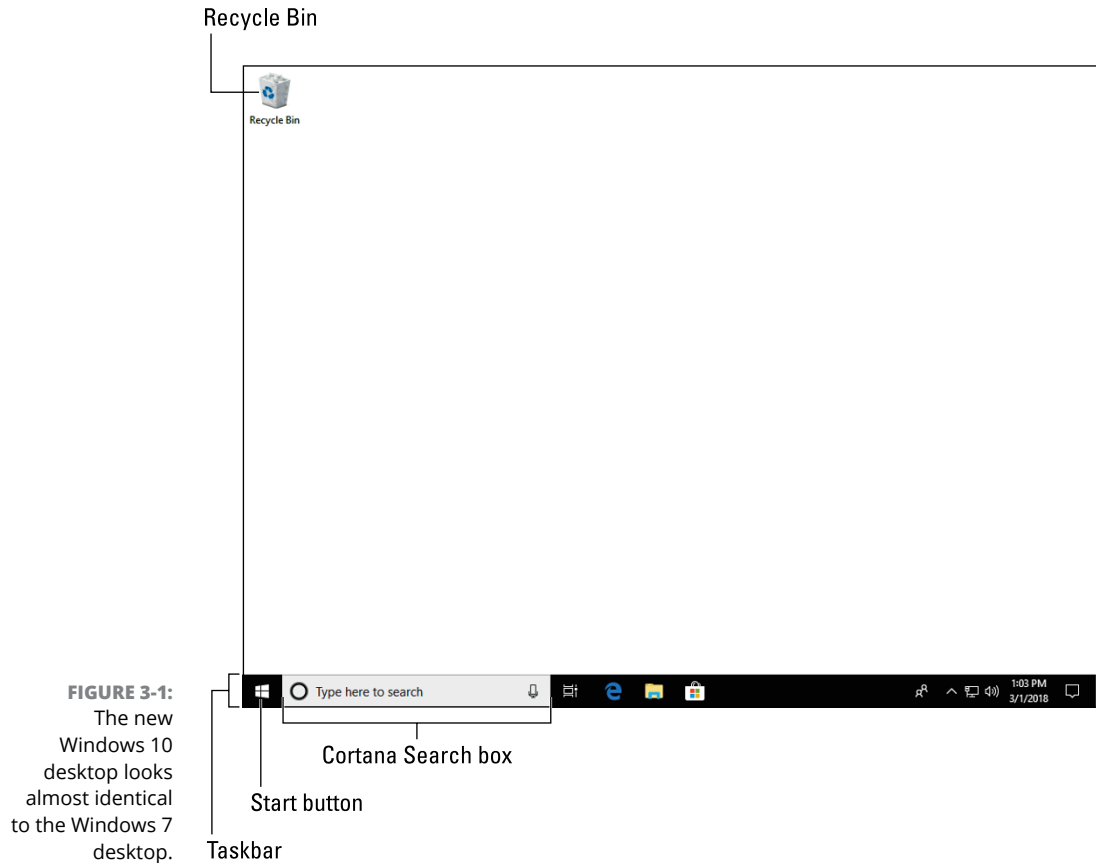 Recycle Bin
Recycle Bin
Type here to search
1:03 PM
3/1/2018
Cortana Search box
Start button
Taskbar
FIGURE 3-1:
The new
Windows 10
desktop looks
almost identical
to the Windows 7
desktop.